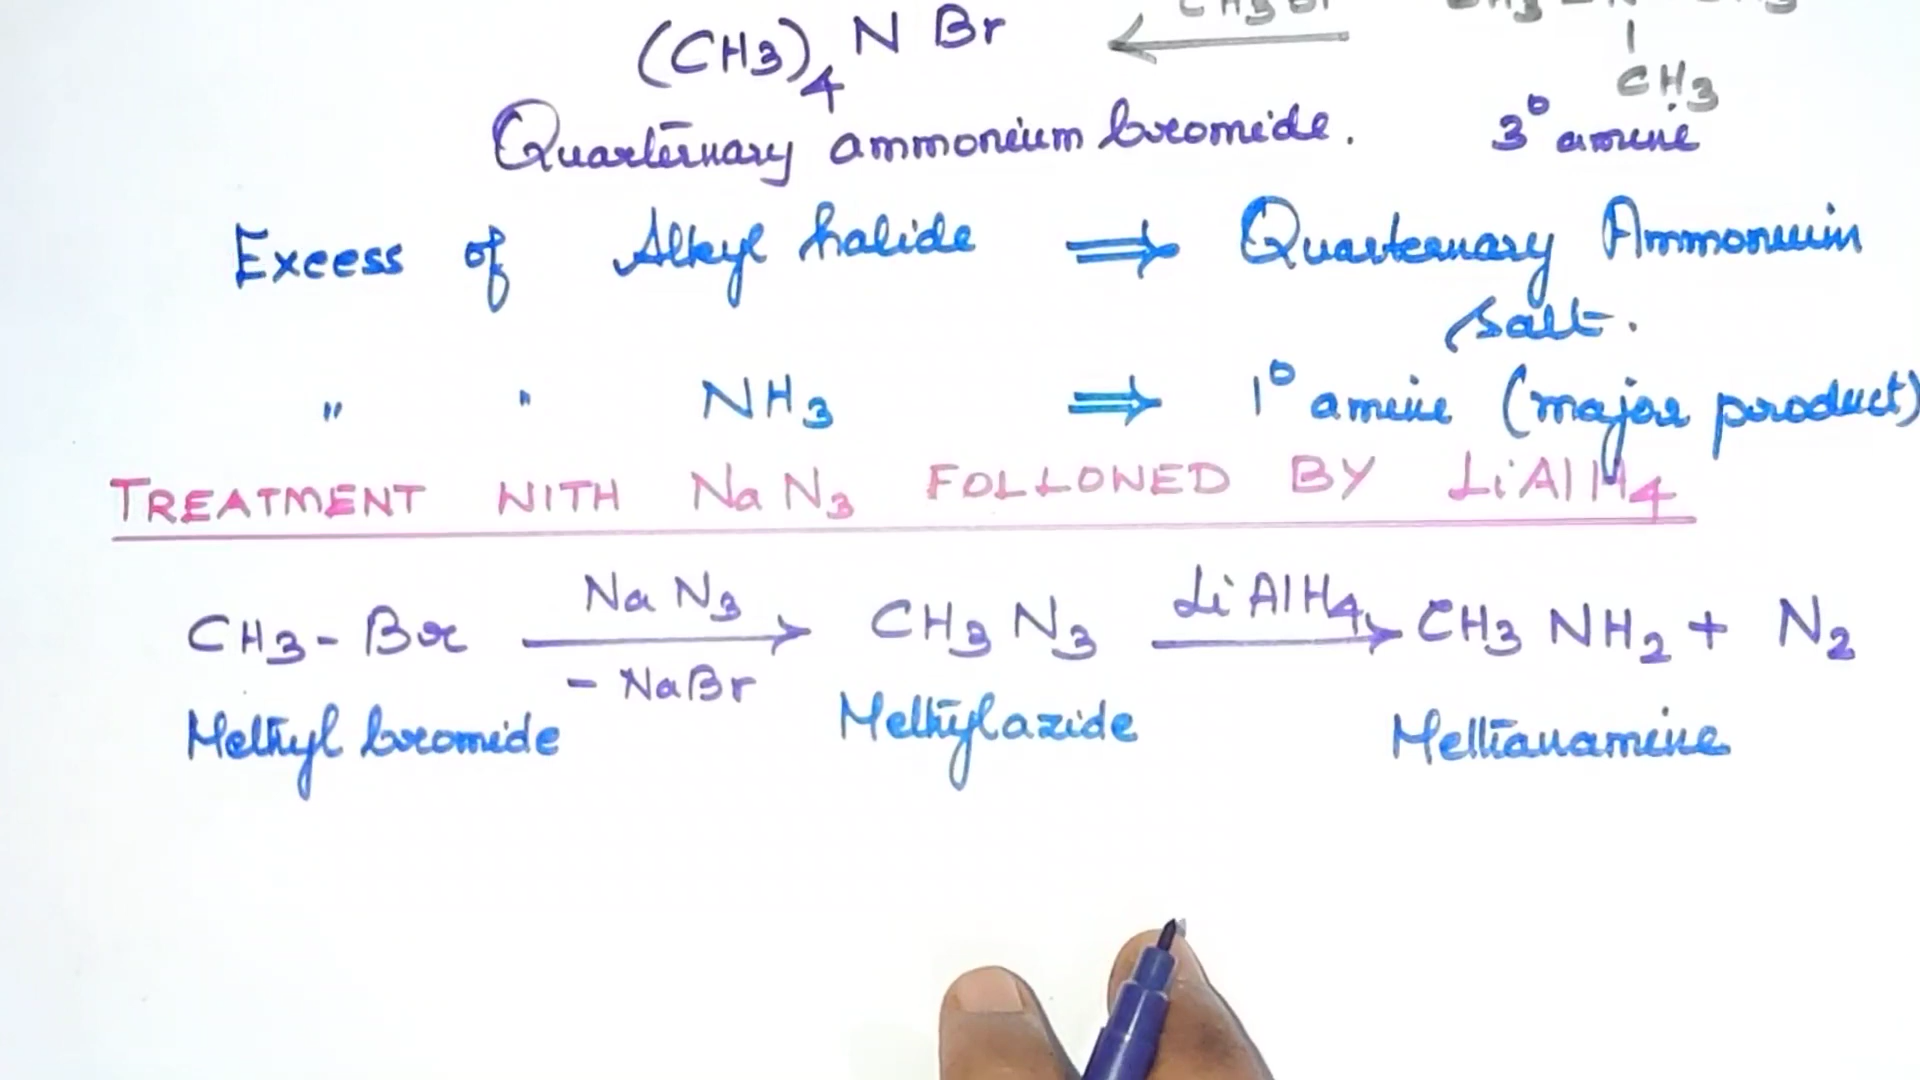 (CH3)4 N Br
CH3
Quarternary ammonium bromide. 3° amine
Excess of Alkyl halide ⇒ Quarternary Ammonium
salt.
" " NH3 ⇒ 1° amine (major product)
TREATMENT WITH NaN3 FOLLOWED BY LiAlH4
CH3-Br NaN3 → - NaBr CH3N3 LiAlH4 → CH3NH2 + N2
Methyl bromide Methylazide Methanamine